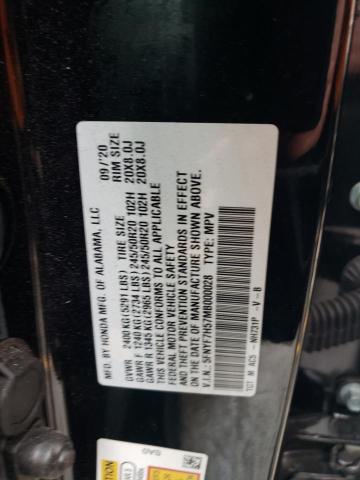 MFD. BY HONDA MFG. OF ALABAMA, LLC 09/'20
TIRE SIZE RIM SIZE
GVWR 2400 KG (5291 LBS)
GAWR F 1240 KG (2734 LBS) 245/50R20 102H 20X8.0J
GAWR R 1345 KG (2965 LBS) 245/50R20 102H 20X8.0J
THIS VEHICLE CONFORMS TO ALL APPLICABLE
FEDERAL MOTOR VEHICLE SAFETY
AND THEFT PREVENTION STANDARDS IN EFFECT
ON THE DATE OF MANUFACTURE SHOWN ABOVE.
V.I.N.: 5FNYF7H57MB000028 TYPE: MPV
TG7 M ACS - NH731P -V-B